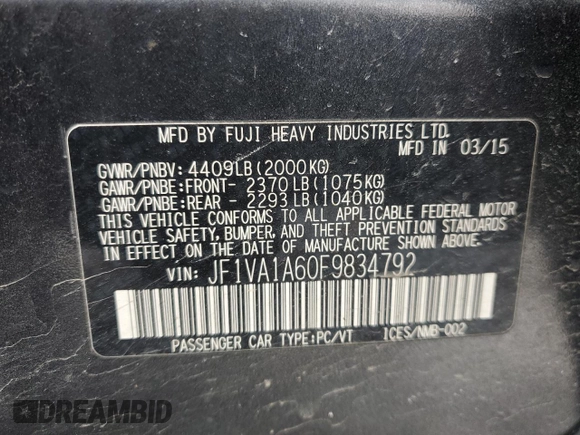 MFD BY FUJI HEAVY INDUSTRIES LTD.
MFD IN 03/15
GVWR/PNBV: 4409LB(2000KG)
GAWR/PNBE:FRONT- 2370LB(1075KG)
GAWR/PNBE:REAR - 2293LB(1040KG)
THIS VEHICLE CONFORMS TO ALL APPLICABLE FEDERAL MOTOR
VEHICLE SAFETY, BUMPER, AND THEFT PREVENTION STANDARDS
IN EFFECT ON THE DATE OF MANUFACTURE SHOWN ABOVE.
VIN: JF1VA1A60F9834792
PASSENGER CAR TYPE:PC/VT ICES/NMB-002
DREAMBID